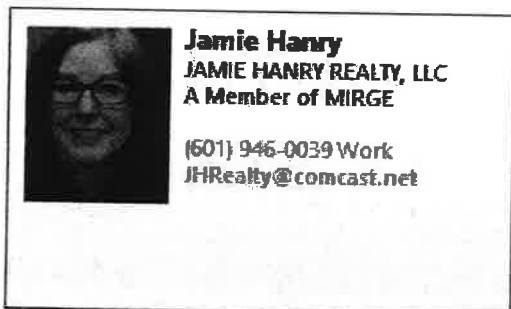 Jamie Hanry
JAMIE HANRY REALTY, LLC
A Member of MIRGE
(601) 946-0039 Work
JHRealty@comcast.net